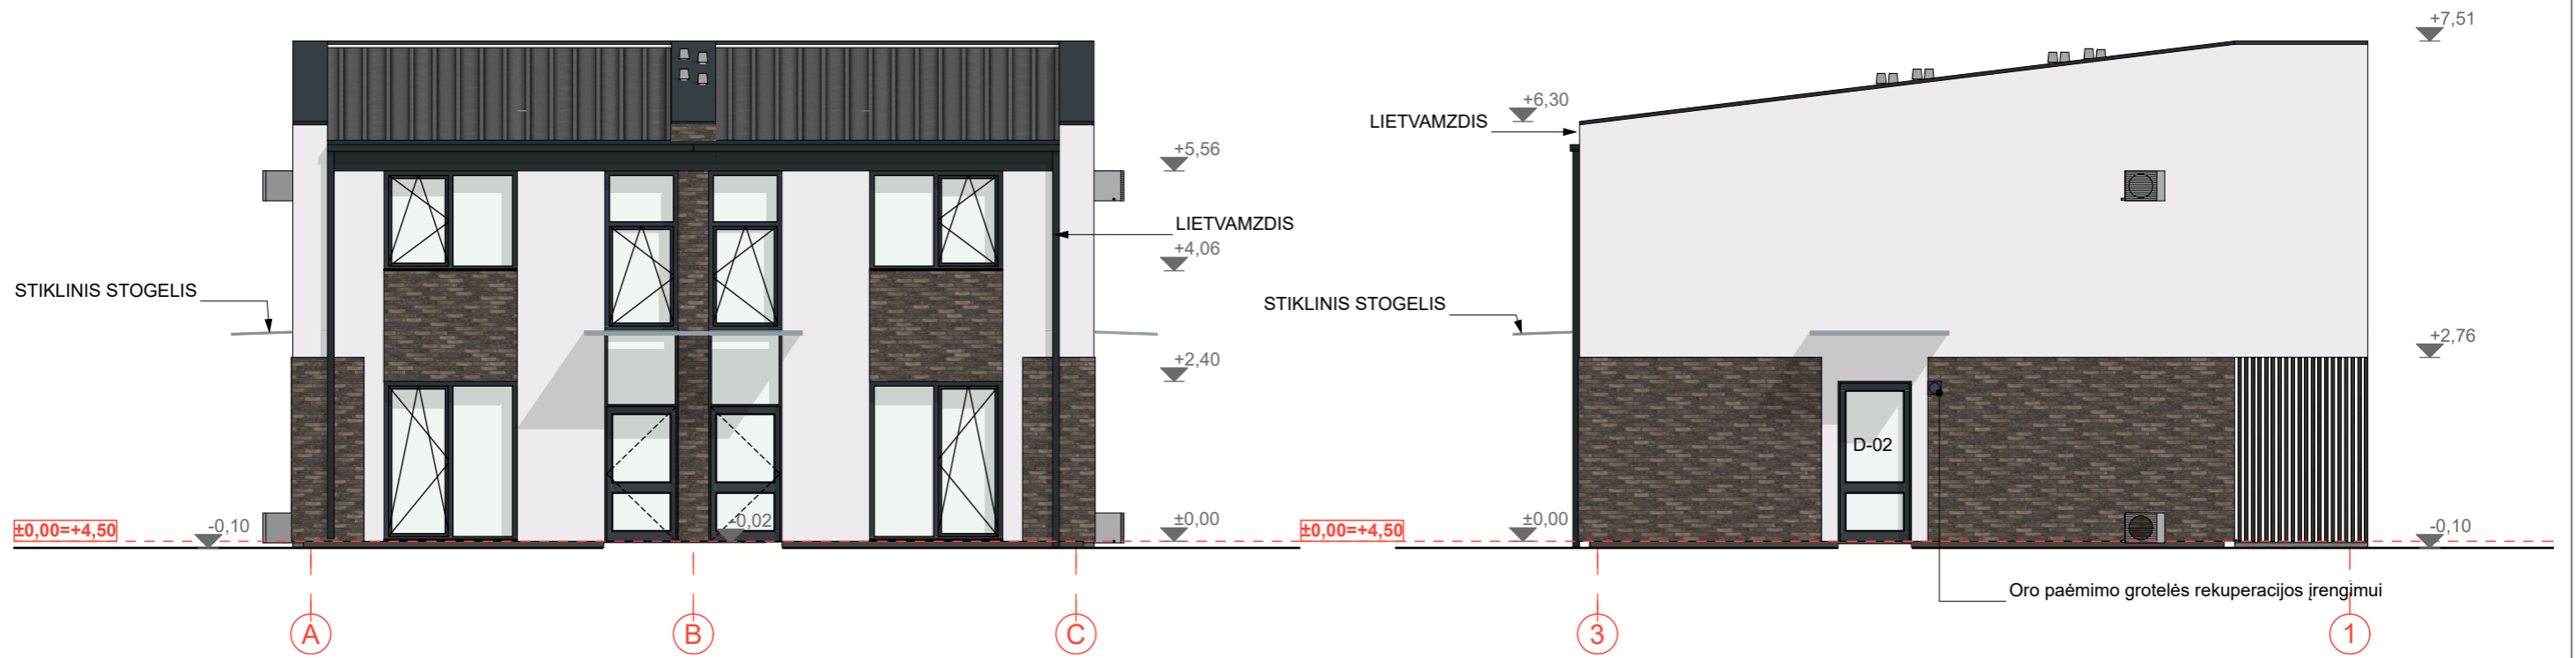 +7,51
+6,30
LIETVAMZDIS
+5,56
LIETVAMZDIS
+4,06
STIKLINIS STOGELIS
STIKLINIS STOGELIS
+2,76
+2,40
D-02
±0,00=+4,50
-0,10
-0,02
±0,00
±0,00=+4,50
±0,00
-0,10
Oro paėmimo grotelės rekuperacijos įrengimui
A
B
C
3
1